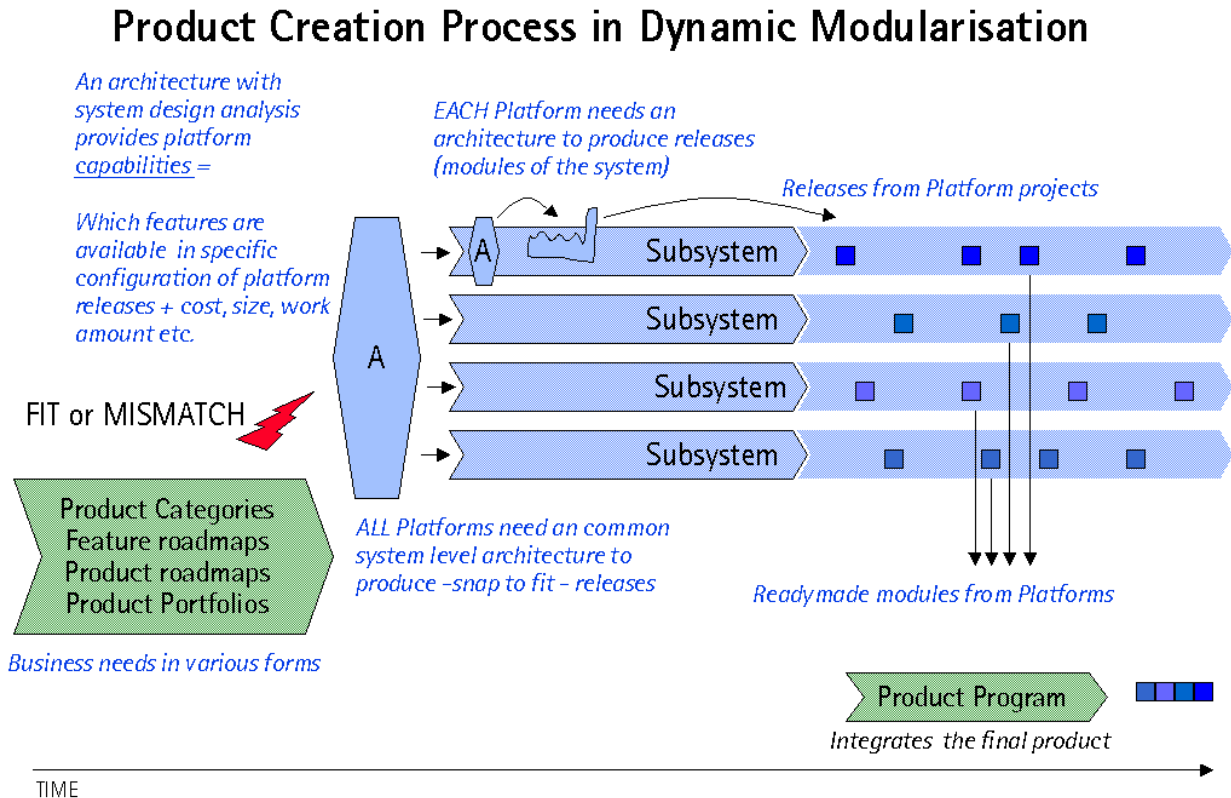 Product Creation Process in Dynamic Modularisation
An architecture with
system design analysis
provides platform
capabilities =
Which features are
available in specific
configuration of platform
releases + cost, size, work
amount etc.
EACH Platform needs an
architecture to produce releases
(modules of the system)
Releases from Platform projects
A
A
Subsystem
Subsystem
Subsystem
Subsystem
FIT or MISMATCH
Product Categories
Feature roadmaps
Product roadmaps
Product Portfolios
Business needs in various forms
ALL Platforms need an common
system level architecture to
produce -snap to fit - releases
Readymade modules from Platforms
Product Program
Integrates the final product
TIME